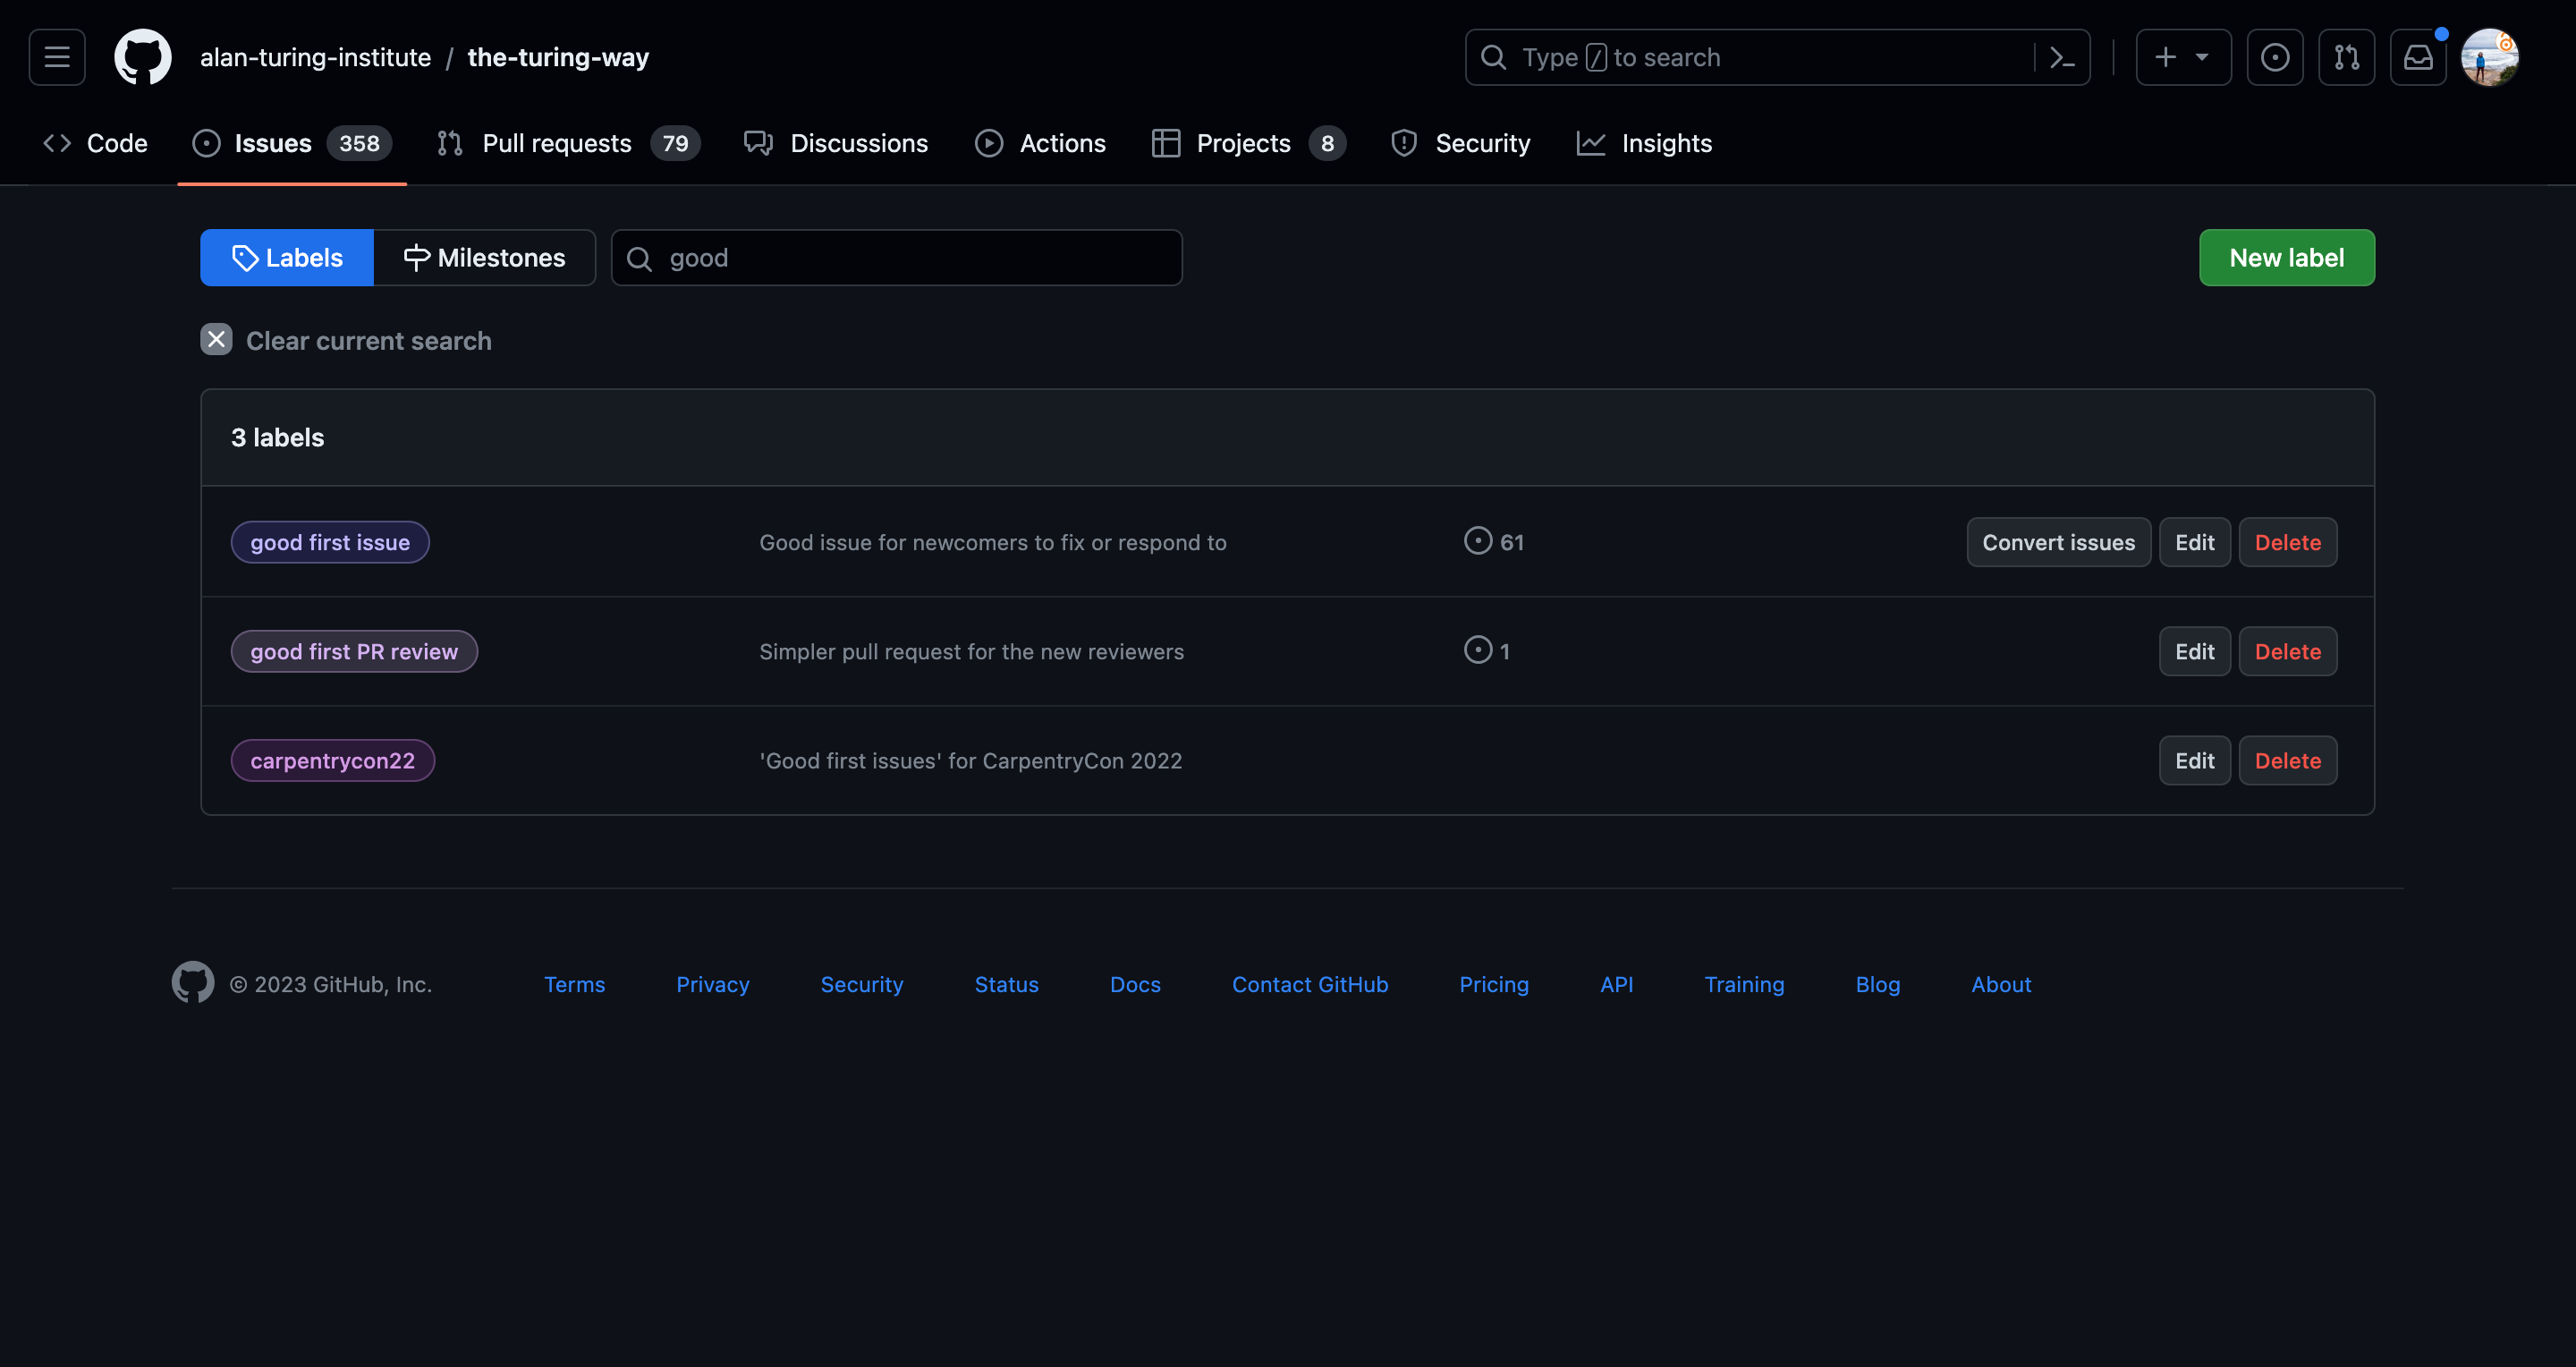 alan-turing-institute / the-turing-way
Type / to search
Code Issues 358 Pull requests 79 Discussions Actions Projects 8 Security Insights
Labels Milestones good New label
Clear current search
3 labels
good first issue Good issue for newcomers to fix or respond to 61 Convert issues Edit Delete
good first PR review Simpler pull request for the new reviewers 1 Edit Delete
carpentrycon22 'Good first issues' for CarpentryCon 2022 Edit Delete
© 2023 GitHub, Inc. Terms Privacy Security Status Docs Contact GitHub Pricing API Training Blog About